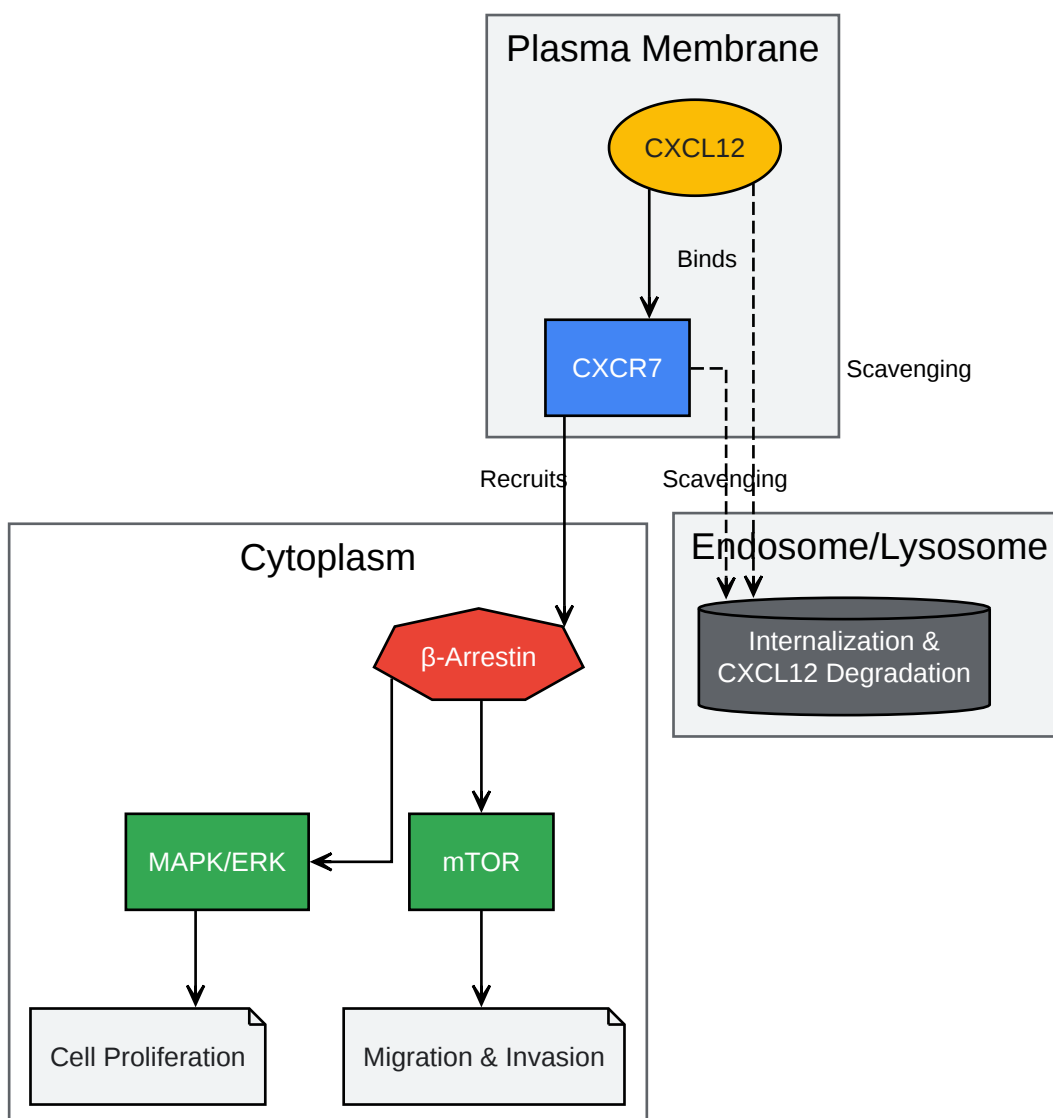 Plasma Membrane
CXCL12
Binds
CXCR7
Scavenging
Recruits
Scavenging
Cytoplasm
Endosome/Lysosome
β-Arrestin
Internalization &
CXCL12 Degradation
MAPK/ERK
mTOR
Cell Proliferation
Migration & Invasion